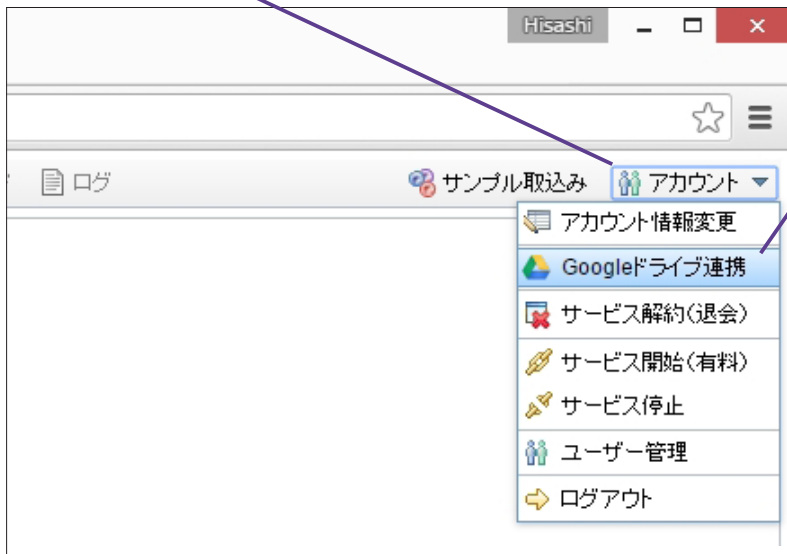 Hisashi
ログ サンプル取込み アカウント
アカウント情報変更
Googleドライブ連携
サービス解約(退会)
サービス開始(有料)
サービス停止
ユーザー管理
ログアウト